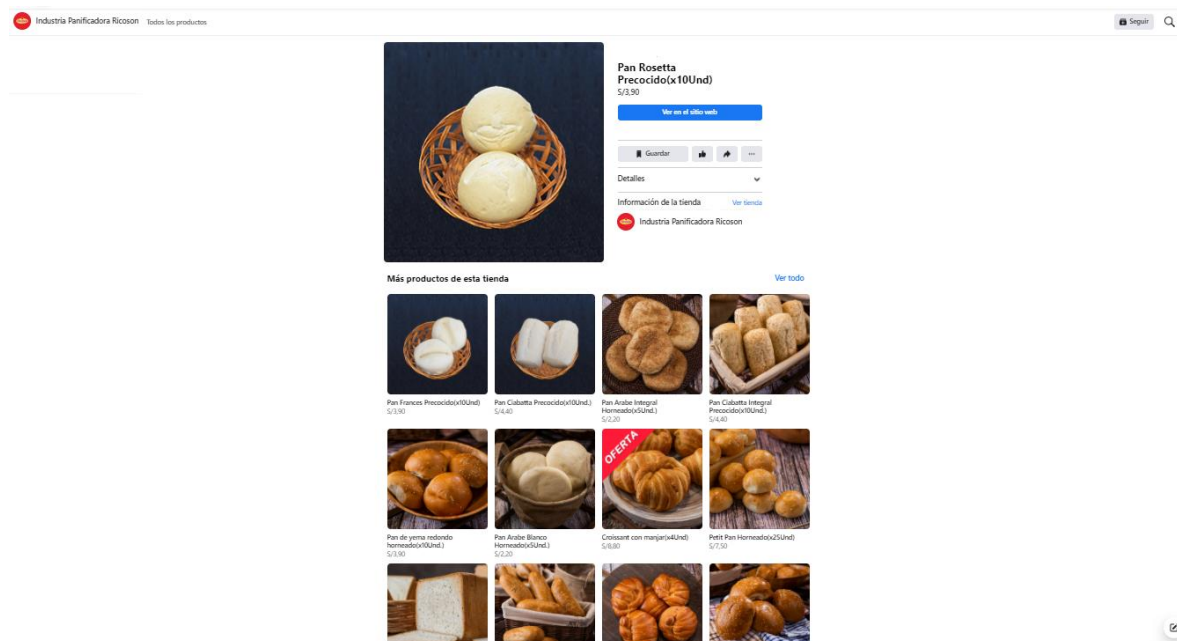 Industria Panificadora Ricoson Todos los productos
Seguir
Pan Rosetta
Precocido(x10Und)
S/3,90
Ver en el sitio web
Guardar
Detalles
Información de la tienda Ver tienda
Industria Panificadora Ricoson
Más productos de esta tienda Ver todo
Pan Frances Precocido(x10Und)
S/3,90
Pan Ciabatta Precocido(x10Und.)
S/4,40
Pan Arabe Integral
Horneado(x5Und.)
S/2,20
Pan Ciabatta Integral
Precocido(x10Und.)
S/4,40
Pan de yema redondo
horneado(x10Und.)
S/3,90
Pan Arabe Blanco
Horneado(x5Und.)
S/2,20
OFERTA
Croissant con manjar(x4Und)
S/8,80
Petit Pan Horneado(x25Und)
S/7,50